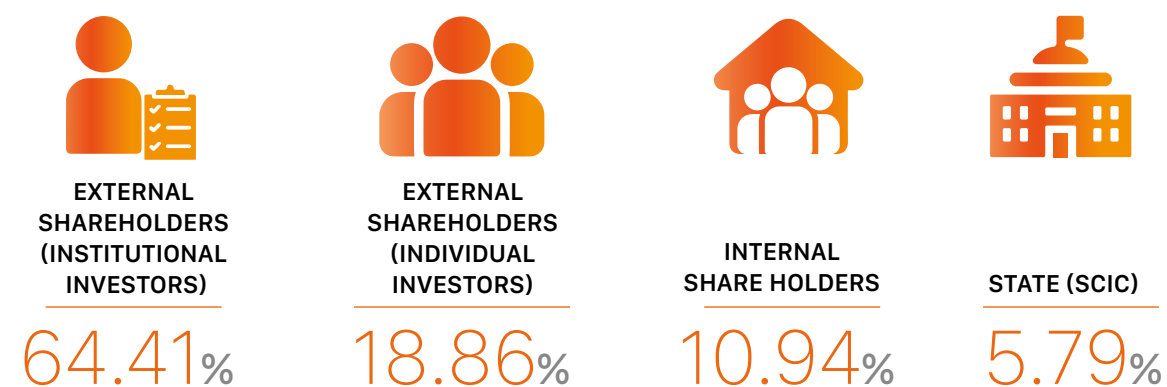 EXTERNAL
SHAREHOLDERS
(INSTITUTIONAL
INVESTORS)
64.41%
EXTERNAL
SHAREHOLDERS
(INDIVIDUAL
INVESTORS)
18.86%
INTERNAL
SHARE HOLDERS
10.94%
STATE (SCIC)
5.79%